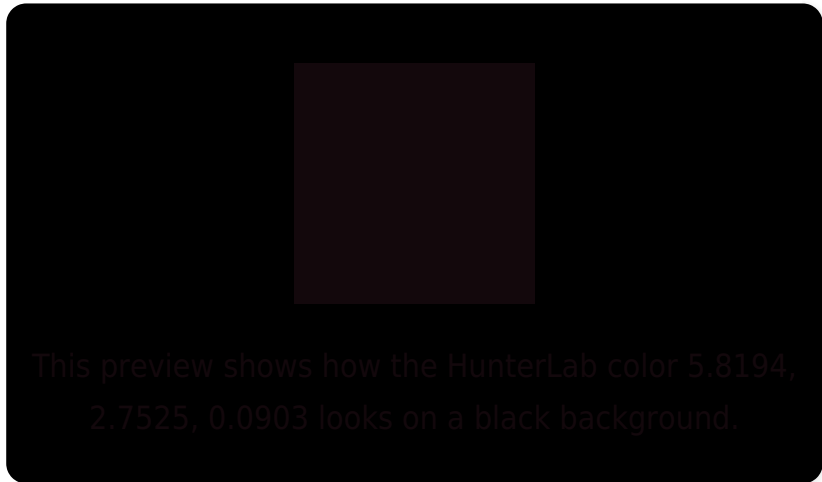 This preview shows how the HunterLab color 5.8194,
2.7525, 0.0903 looks on a black background.